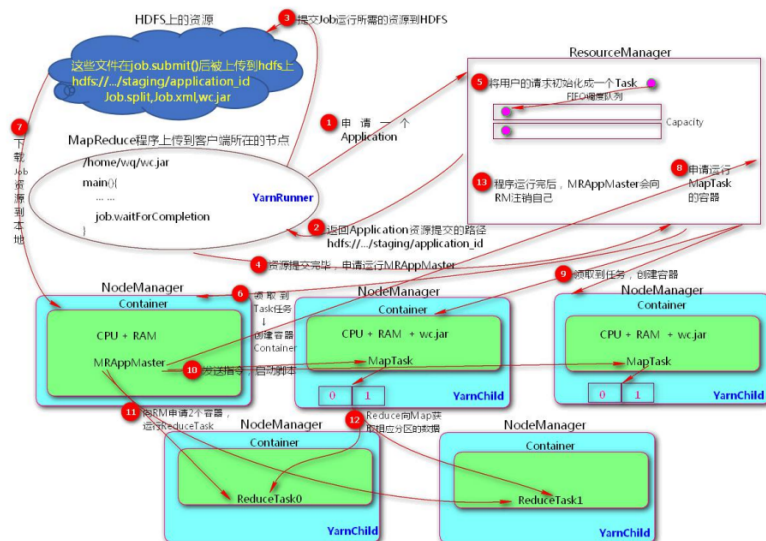 HDFS上的资源
3 提交Job运行所需的资源到HDFS
这些文件在job.submit()后被上传到hdfs上
hdfs://.../staging/application_id
Job.split,Job.xml,wc.jar
ResourceManager
5 将用户的请求初始化成一个Task
FIFO调度队列
Capacity
7 下载Job资源到本地
1 申请一个
Application
MapReduce程序上传到客户端所在的节点
/home/wq/wc.jar
main(){
... ...
job.waitForCompletion
}
YarnRunner
8 申请运行
MapTask
的容器
13 程序运行完后，MRAppMaster会向
RM注销自己
2 返回Application资源提交的路径
hdfs://.../staging/application_id
4 资源提交完毕，申请运行MRAppMaster
9 领取到任务，创建容器
6 领取到
Task任务
↓
创建容器
Container
NodeManager
Container
CPU + RAM
MRAppMaster
NodeManager
Container
CPU + RAM + wc.jar
MapTask
0 1
YarnChild
NodeManager
Container
CPU + RAM + wc.jar
MapTask
0 1
YarnChild
10 发送指令，启动脚本
11 向RM申请2个容器，
运行ReduceTask
12 Reduce向Map获
取相应分区的数据
NodeManager
Container
ReduceTask0
YarnChild
NodeManager
Container
ReduceTask1
YarnChild